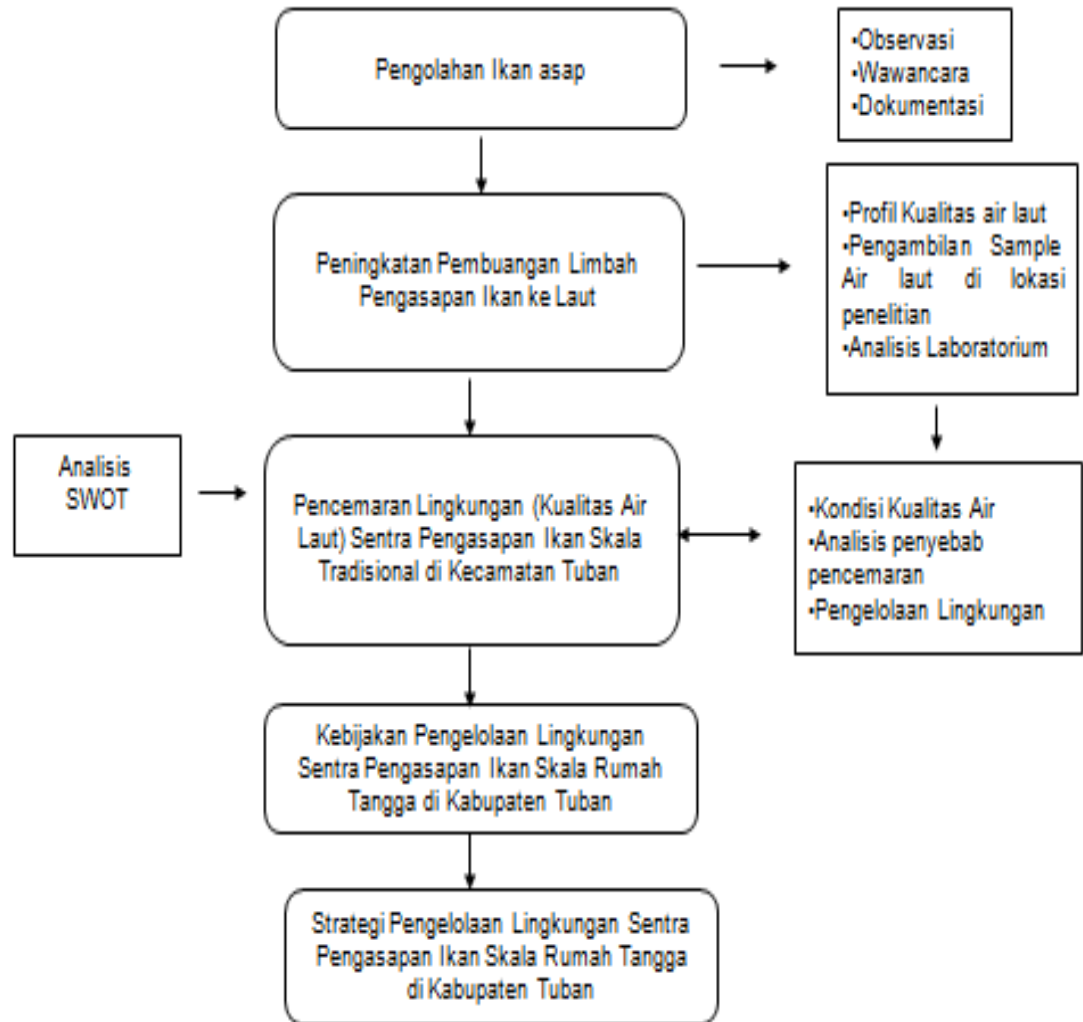 Pengolahan Ikan asap
•Observasi
•Wawancara
•Dokumentasi
Peningkatan Pembuangan Limbah
Pengasapan Ikan ke Laut
•Profil Kualitas air laut
•Pengambilan Sample
Air laut di lokasi
penelitian
•Analisis Laboratorium
Analisis
SWOT
Pencemaran Lingkungan (Kualitas Air
Laut) Sentra Pengasapan Ikan Skala
Tradisional di Kecamatan Tuban
•Kondisi Kualitas Air
•Analisis penyebab
pencemaran
•Pengelolaan Lingkungan
Kebijakan Pengelolaan Lingkungan
Sentra Pengasapan Ikan Skala Rumah
Tangga di Kabupaten Tuban
Strategi Pengelolaan Lingkungan Sentra
Pengasapan Ikan Skala Rumah Tangga
di Kabupaten Tuban